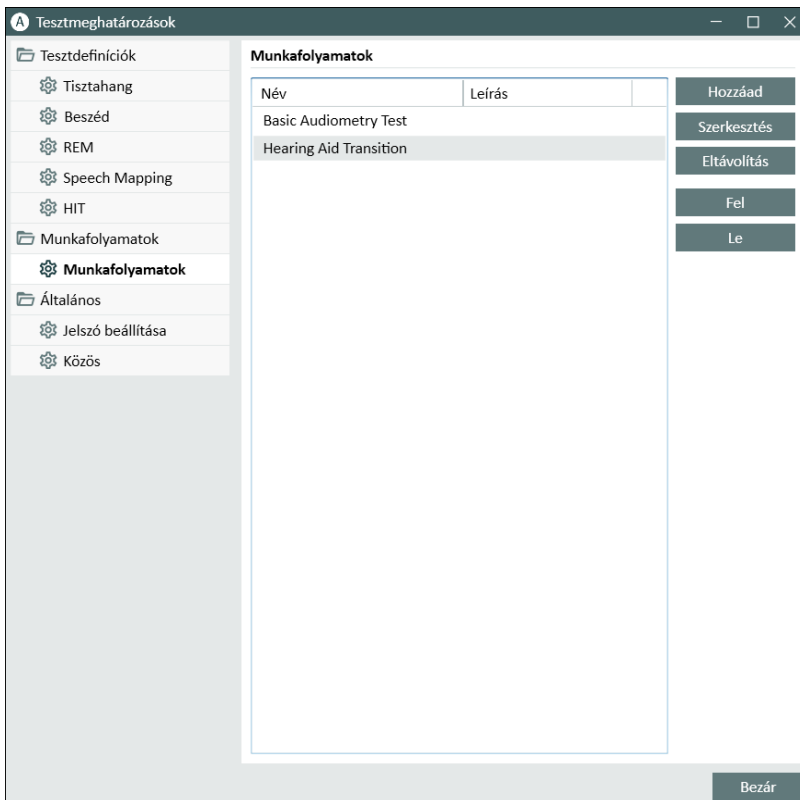 A Tesztmeghatározások
Tesztdefiníciók
Tisztahang
Beszéd
REM
Speech Mapping
HIT
Munkafolyamatok
Munkafolyamatok
Általános
Jelszó beállítása
Közös
Munkafolyamatok
Név Leírás
Basic Audiometry Test
Hearing Aid Transition
Hozzáad
Szerkesztés
Eltávolítás
Fel
Le
Bezár